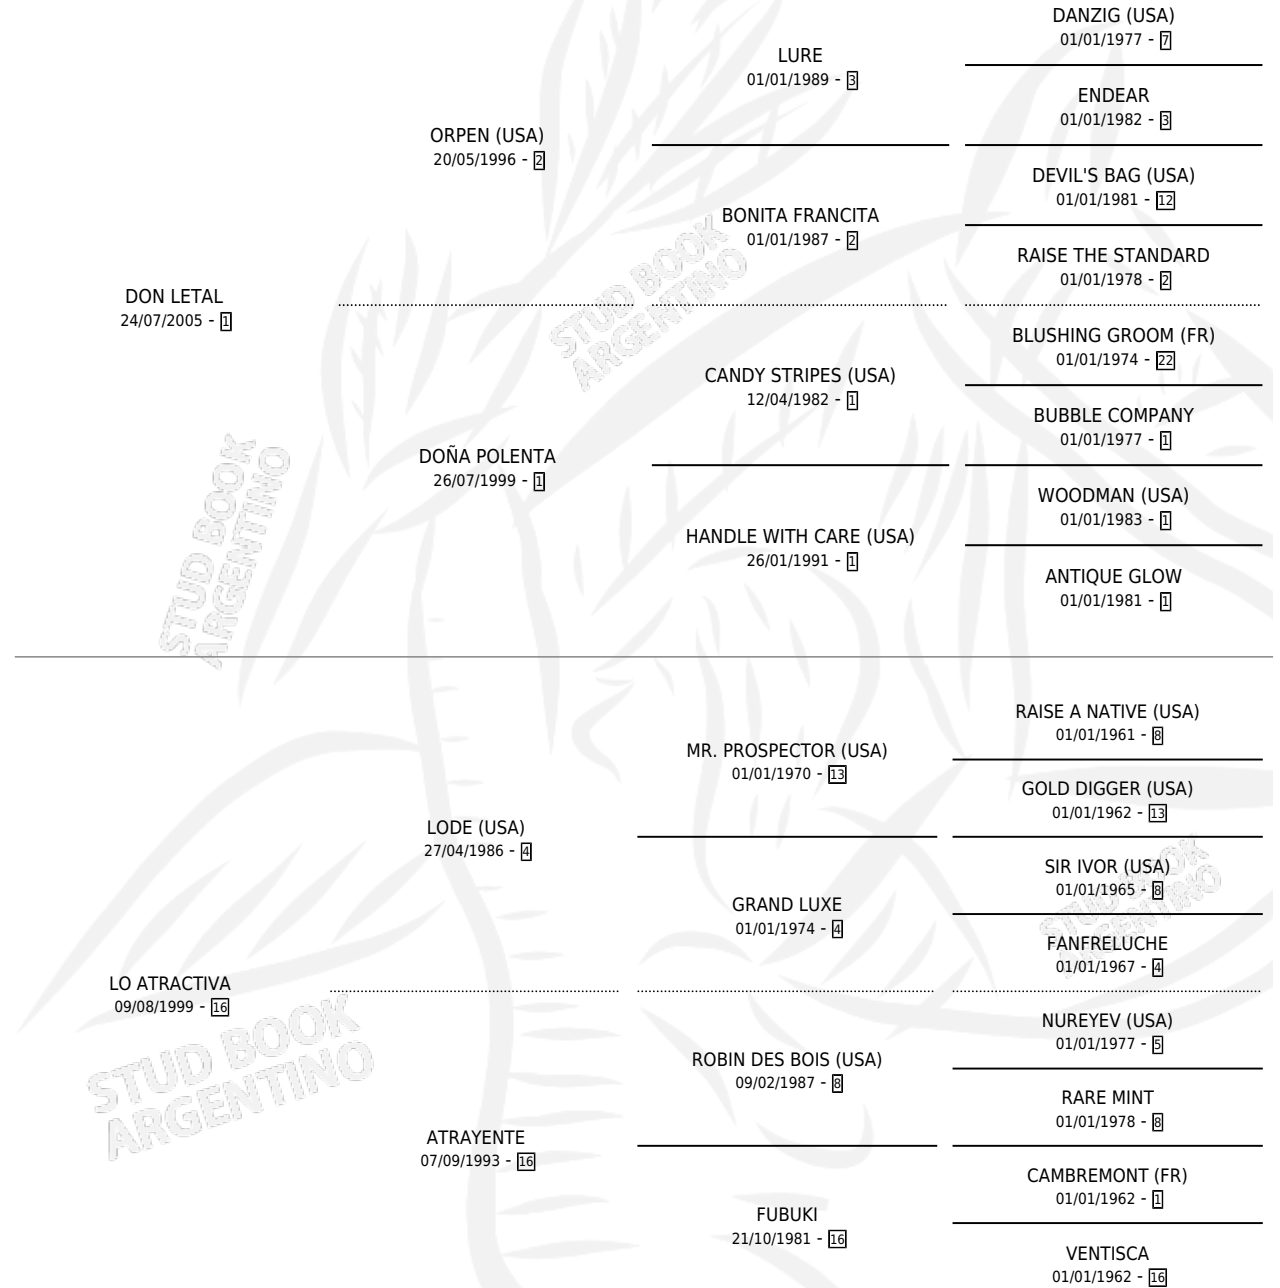 DANZIG (USA)
01/01/1977 - 7
LURE
01/01/1989 - 3
ENDEAR
01/01/1982 - 3
ORPEN (USA)
20/05/1996 - 2
DEVIL'S BAG (USA)
01/01/1981 - 12
BONITA FRANCITA
01/01/1987 - 2
RAISE THE STANDARD
01/01/1978 - 2
DON LETAL
24/07/2005 - 1
STUD BOOK
ARGENTINO
BLUSHING GROOM (FR)
01/01/1974 - 22
CANDY STRIPES (USA)
12/04/1982 - 1
BUBBLE COMPANY
01/01/1977 - 1
DOÑA POLENTA
26/07/1999 - 1
WOODMAN (USA)
01/01/1983 - 1
HANDLE WITH CARE (USA)
26/01/1991 - 1
ANTIQUE GLOW
01/01/1981 - 1
STUD BOOK
ARGENTINO
RAISE A NATIVE (USA)
01/01/1961 - 8
MR. PROSPECTOR (USA)
01/01/1970 - 13
GOLD DIGGER (USA)
01/01/1962 - 13
LODE (USA)
27/04/1986 - 4
SIR IVOR (USA)
01/01/1965 - 8
GRAND LUXE
01/01/1974 - 4
FANFRELUCHE
01/01/1967 - 4
STUD BOOK
ARGENTINO
LO ATRACTIVA
09/08/1999 - 16
NUREYEV (USA)
01/01/1977 - 5
ROBIN DES BOIS (USA)
09/02/1987 - 8
RARE MINT
01/01/1978 - 8
STUD BOOK
ARGENTINO
ATRAYENTE
07/09/1993 - 16
CAMBREMONT (FR)
01/01/1962 - 1
FUBUKI
21/10/1981 - 16
VENTISCA
01/01/1962 - 16